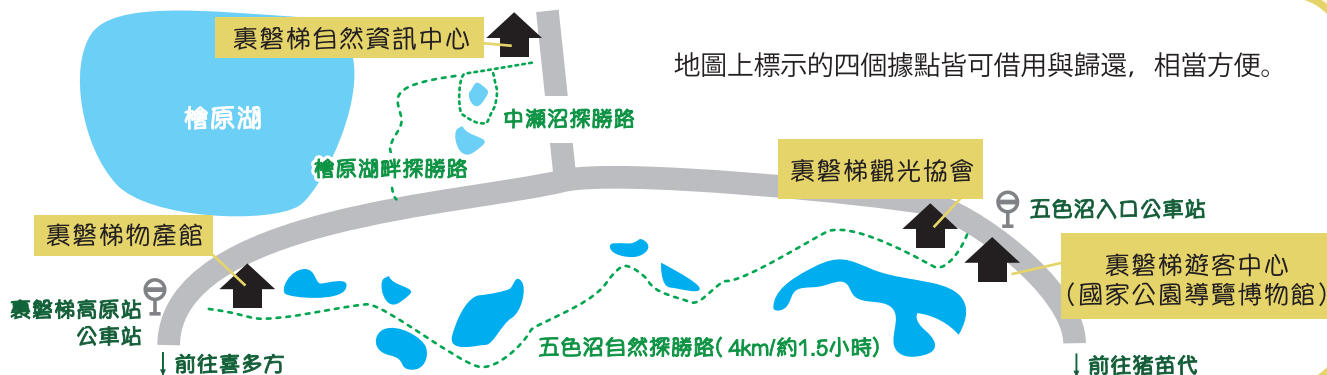 裏磐梯自然資訊中心
地圖上標示的四個據點皆可借用與歸還，相當方便。
檜原湖
中瀨沼探勝路
檜原湖畔探勝路
裏磐梯觀光協會
五色沼入口公車站
裏磐梯物產館
裏磐梯遊客中心
(國家公園導覽博物館)
裏磐梯高原站
公車站
五色沼自然探勝路( 4km/約1.5小時)
↓前往喜多方
↓前往猪苗代